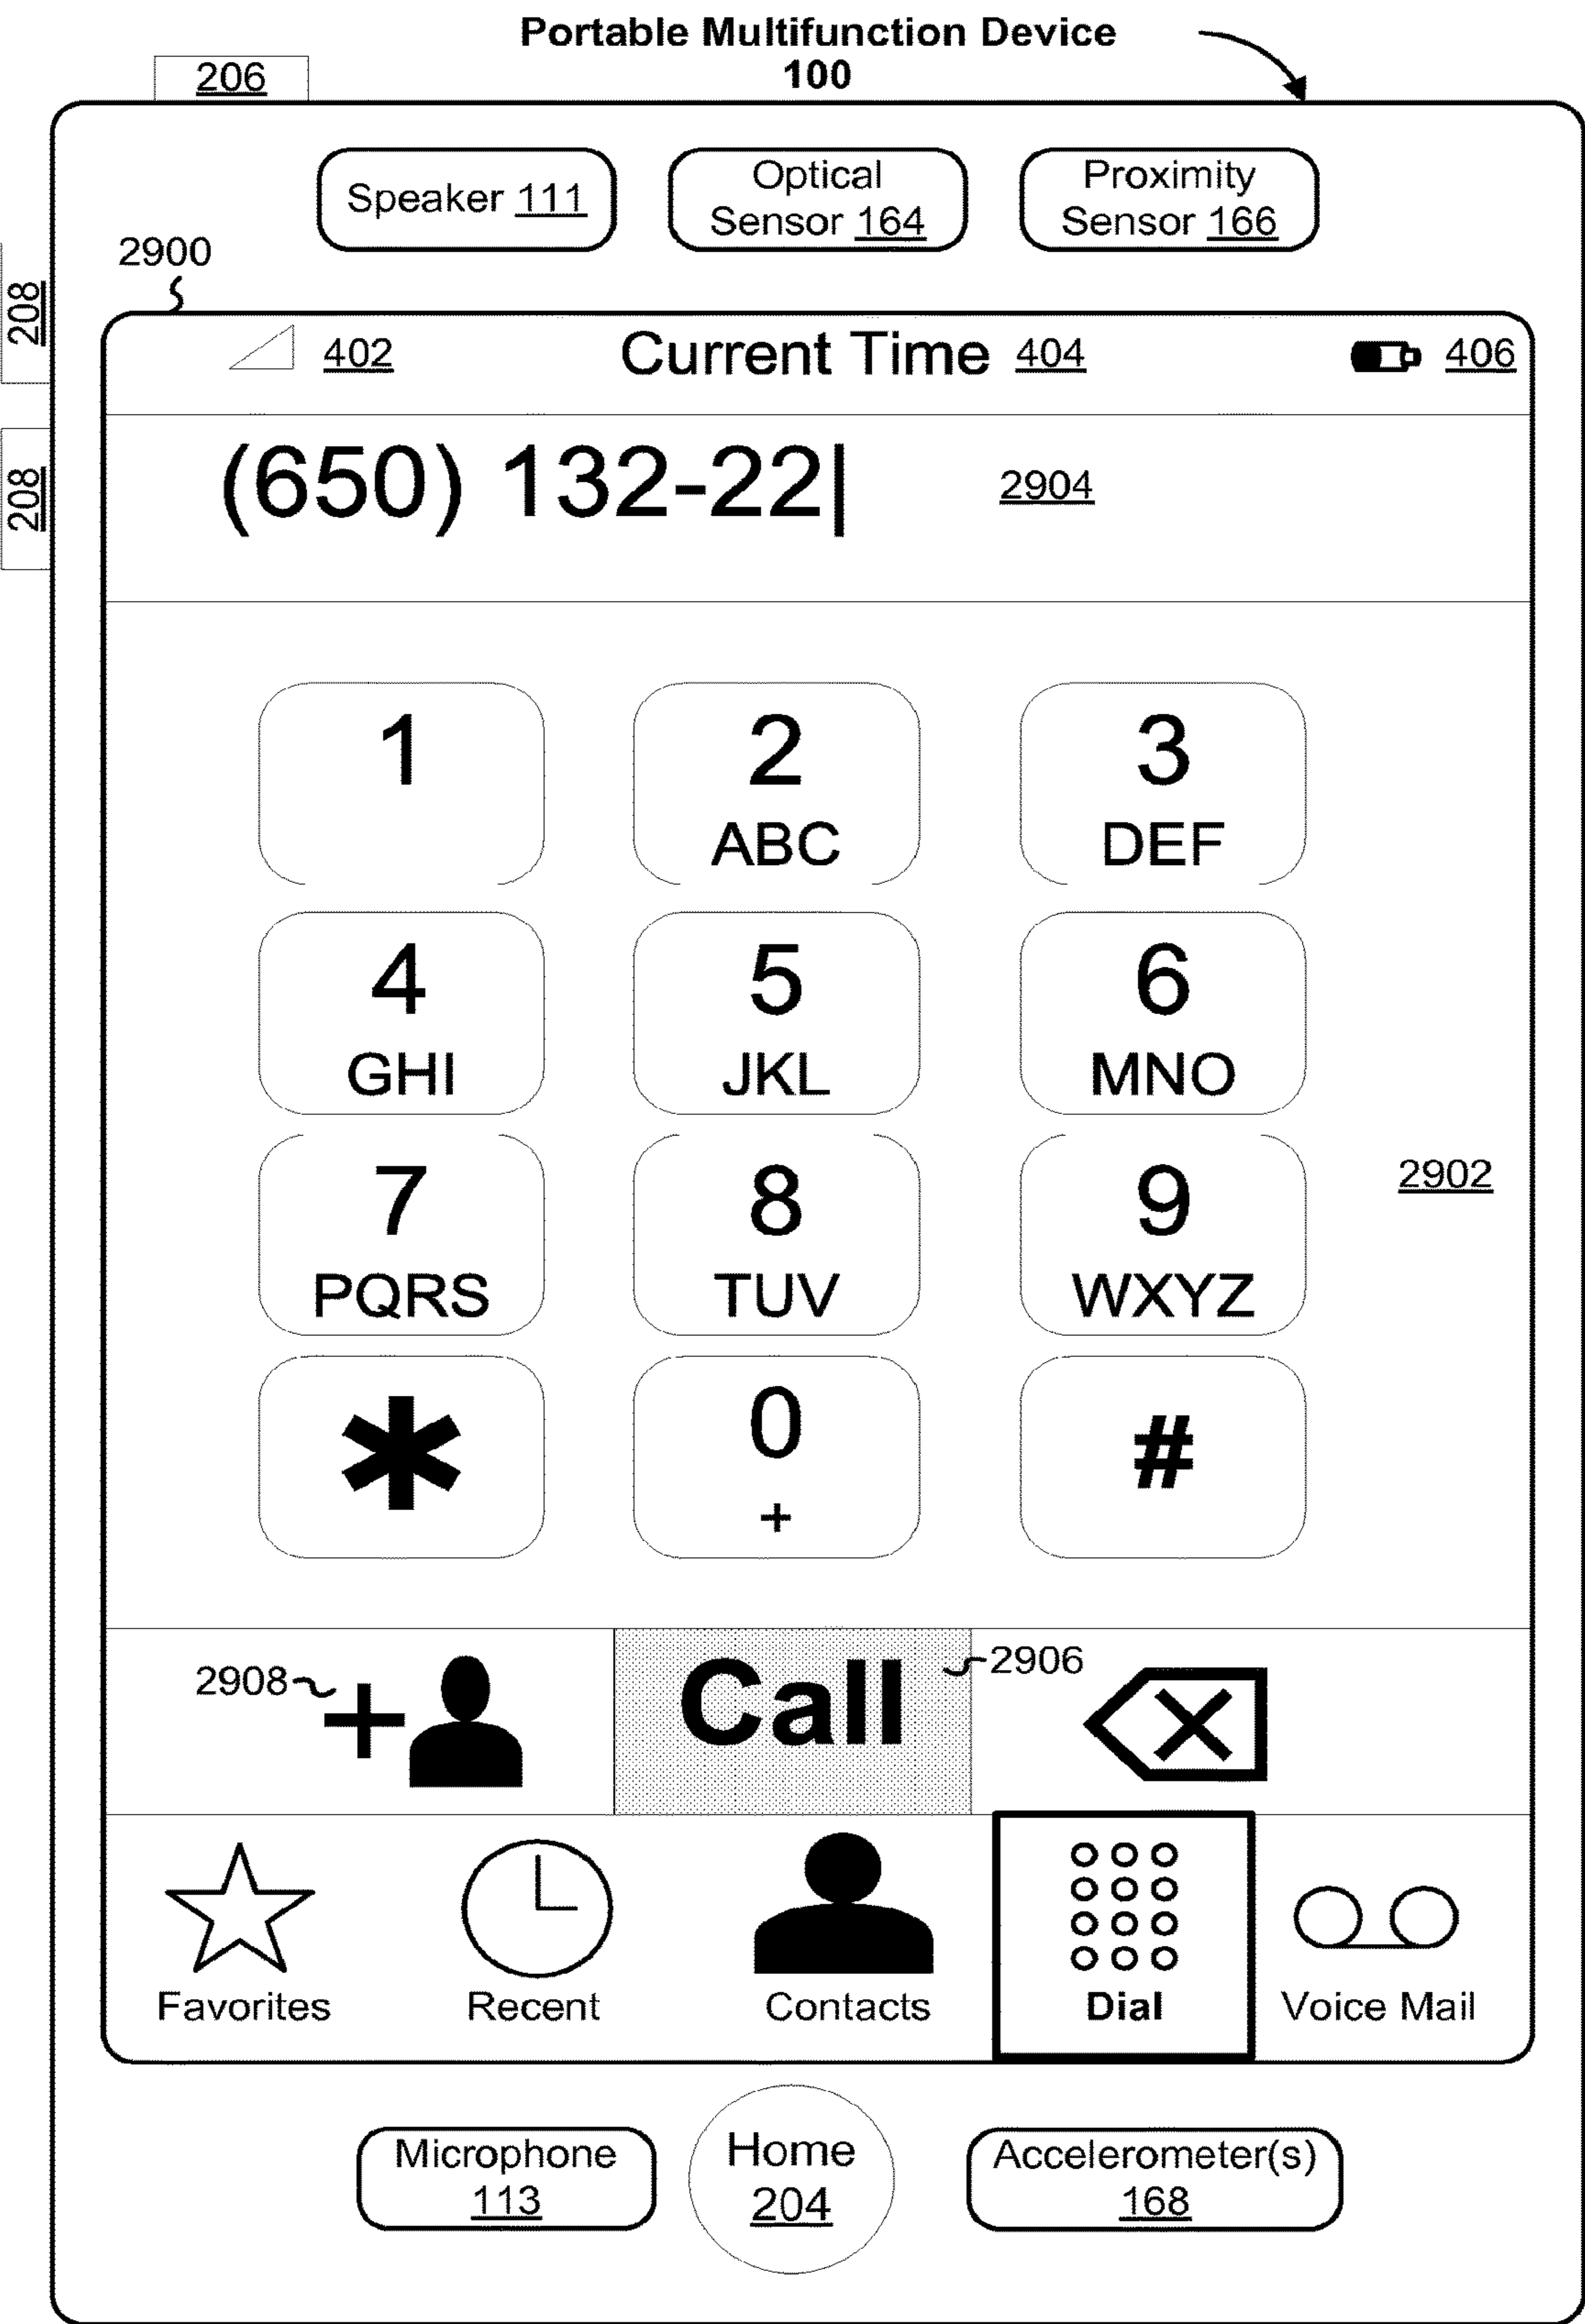 Portable Multifunction Device
100
206
Speaker 111
Optical
Sensor 164
Proximity
Sensor 166
2900
208
402
Current Time 404
406
208
(650) 132-22|
2904
1
2
ABC
3
DEF
4
GHI
5
JKL
6
MNO
7
PQRS
8
TUV
9
WXYZ
2902
*
0
+
#
2908
+
Call
2906
Favorites
Recent
Contacts
Dial
Voice Mail
Microphone
113
Home
204
Accelerometer(s)
168